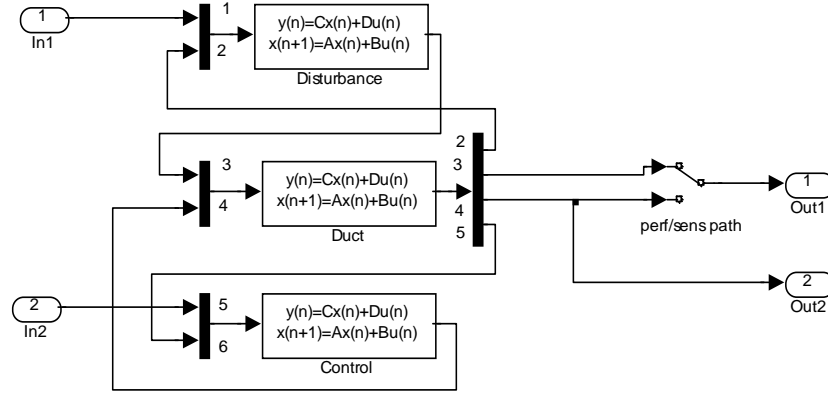 1
In1
1
2
y(n)=Cx(n)+Du(n)
x(n+1)=Ax(n)+Bu(n)
Disturbance
3
4
y(n)=Cx(n)+Du(n)
x(n+1)=Ax(n)+Bu(n)
Duct
2
3
4
5
perf/sens path
1
Out1
2
Out2
2
In2
5
6
y(n)=Cx(n)+Du(n)
x(n+1)=Ax(n)+Bu(n)
Control